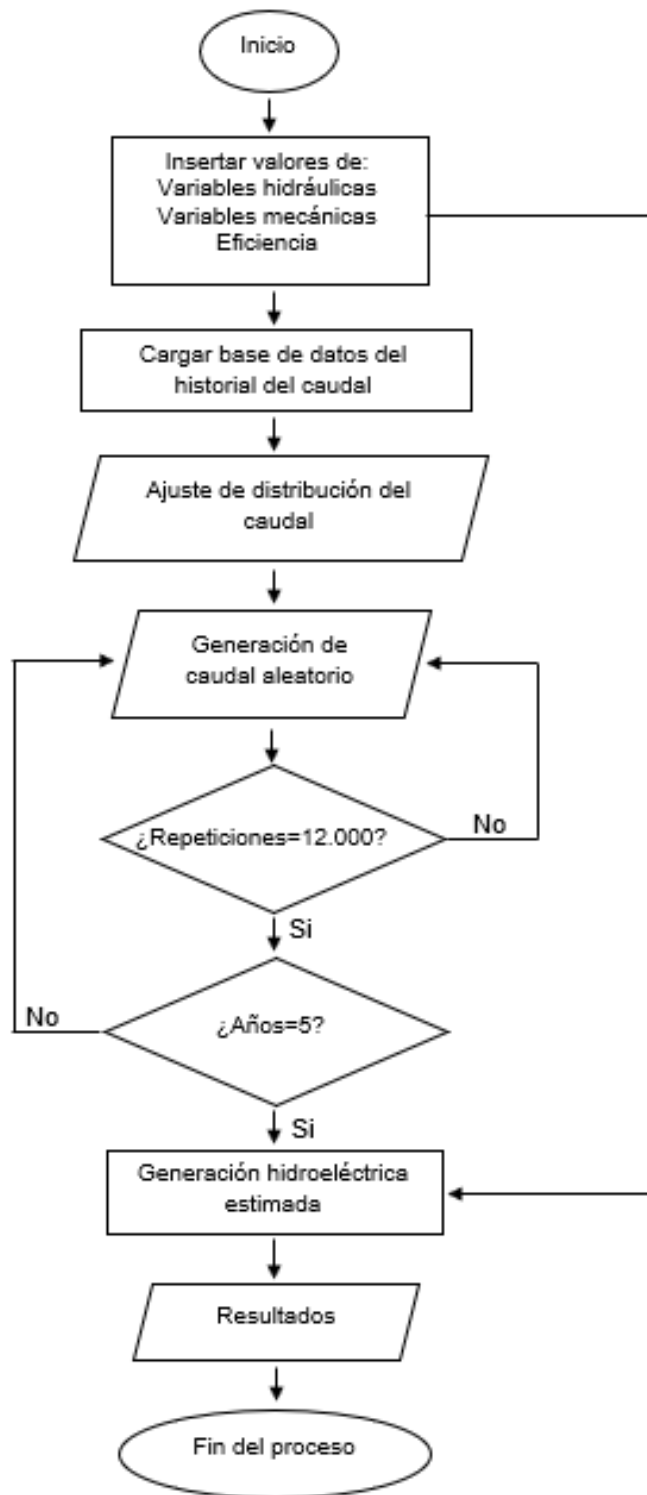 Inicio
Insertar valores de:
Variables hidráulicas
Variables mecánicas
Eficiencia
Cargar base de datos del
historial del caudal
Ajuste de distribución del
caudal
Generación de
caudal aleatorio
¿Repeticiones=12.000?
No
Si
¿Años=5?
No
Si
Generación hidroeléctrica
estimada
Resultados
Fin del proceso